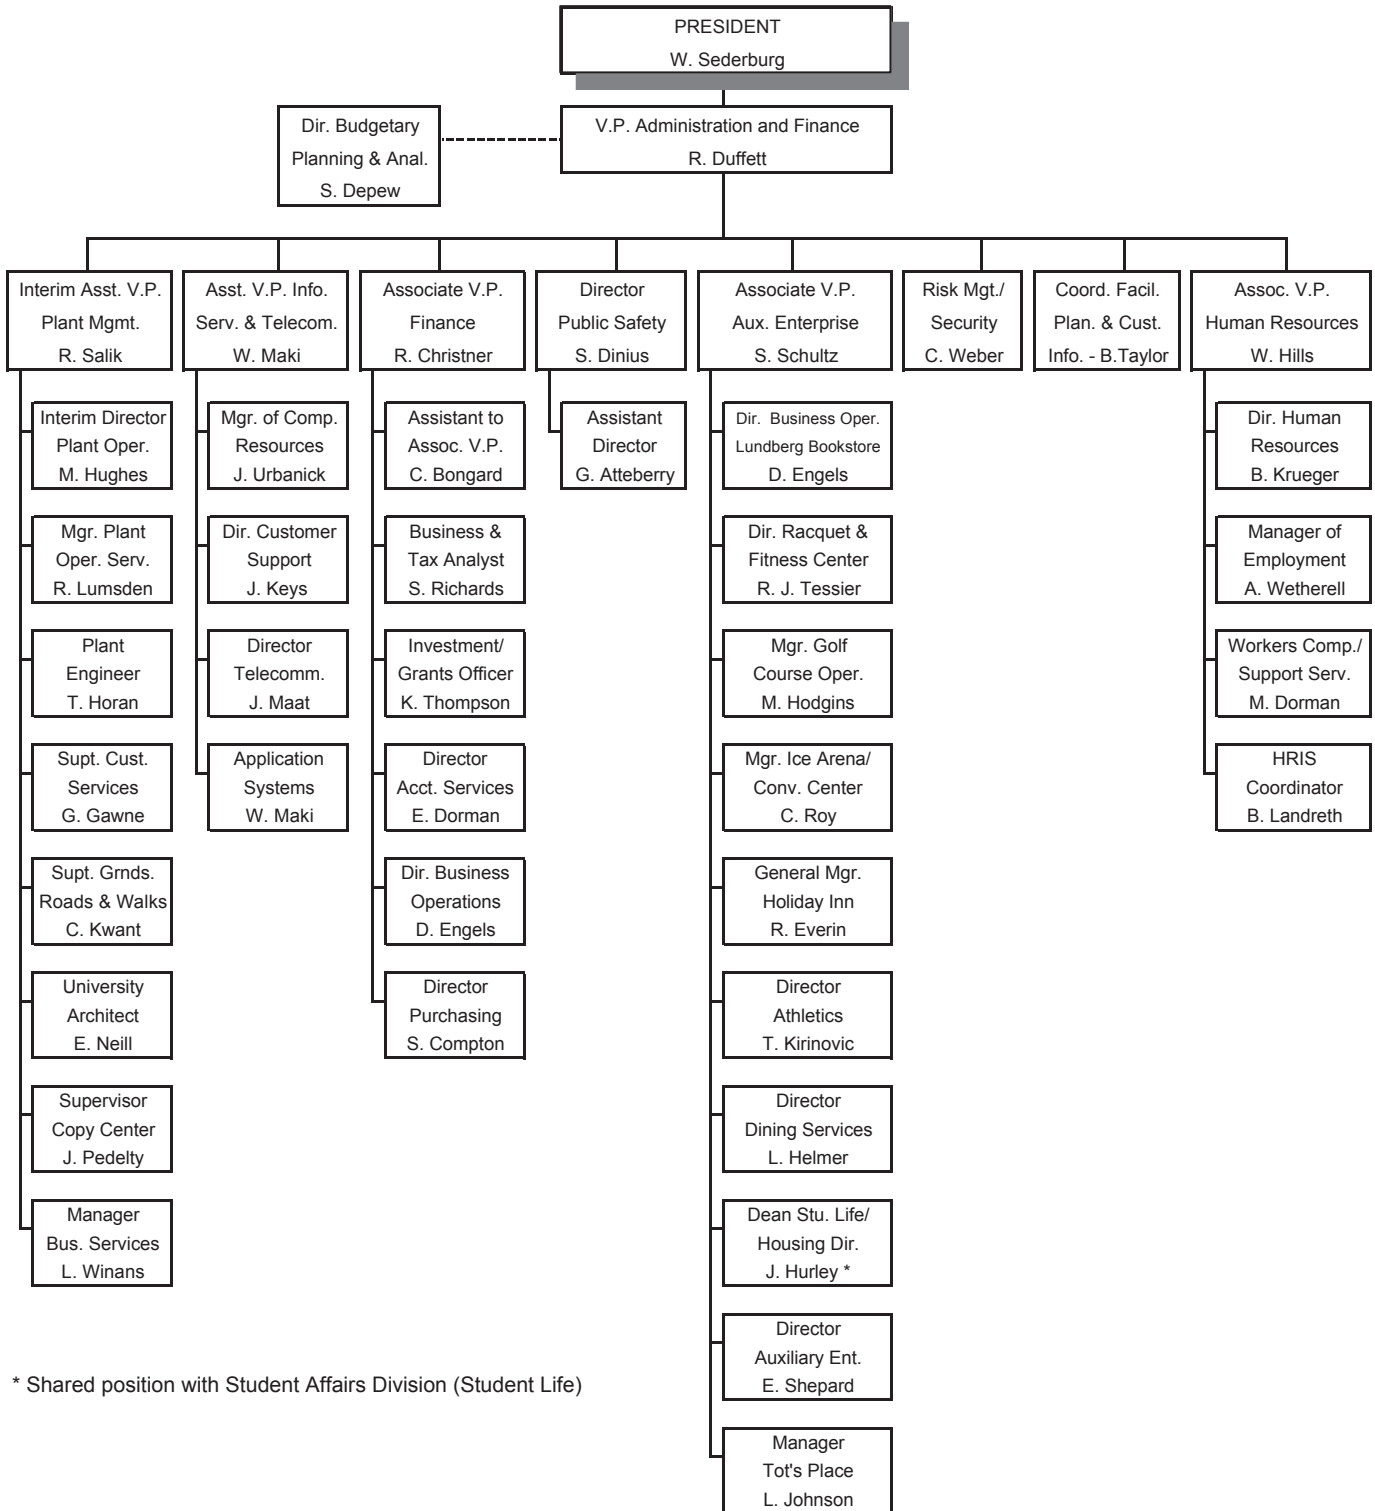 PRESIDENT
W. Sederburg
Dir. Budgetary
Planning & Anal.
S. Depew
V.P. Administration and Finance
R. Duffett
Interim Asst. V.P.
Plant Mgmt.
R. Salik
Asst. V.P. Info.
Serv. & Telecom.
W. Maki
Associate V.P.
Finance
R. Christner
Director
Public Safety
S. Dinius
Associate V.P.
Aux. Enterprise
S. Schultz
Risk Mgt./
Security
C. Weber
Coord. Facil.
Plan. & Cust.
Info. - B.Taylor
Assoc. V.P.
Human Resources
W. Hills
Interim Director
Plant Oper.
M. Hughes
Mgr. Plant
Oper. Serv.
R. Lumsden
Plant
Engineer
T. Horan
Supt. Cust.
Services
G. Gawne
Supt. Grnds.
Roads & Walks
C. Kwant
University
Architect
E. Neill
Supervisor
Copy Center
J. Pedelty
Manager
Bus. Services
L. Winans
Mgr. of Comp.
Resources
J. Urbanick
Dir. Customer
Support
J. Keys
Director
Telecomm.
J. Maat
Application
Systems
W. Maki
Assistant to
Assoc. V.P.
C. Bongard
Business &
Tax Analyst
S. Richards
Investment/
Grants Officer
K. Thompson
Director
Acct. Services
E. Dorman
Dir. Business
Operations
D. Engels
Director
Purchasing
S. Compton
Assistant
Director
G. Atteberry
Dir. Business Oper.
Lundberg Bookstore
D. Engels
Dir. Racquet &
Fitness Center
R. J. Tessier
Mgr. Golf
Course Oper.
M. Hodgins
Mgr. Ice Arena/
Conv. Center
C. Roy
General Mgr.
Holiday Inn
R. Everin
Director
Athletics
T. Kirinovic
Director
Dining Services
L. Helmer
Dean Stu. Life/
Housing Dir.
J. Hurley *
Director
Auxiliary Ent.
E. Shepard
Manager
Tot's Place
L. Johnson
Dir. Human
Resources
B. Krueger
Manager of
Employment
A. Wetherell
Workers Comp./
Support Serv.
M. Dorman
HRIS
Coordinator
B. Landreth
* Shared position with Student Affairs Division (Student Life)